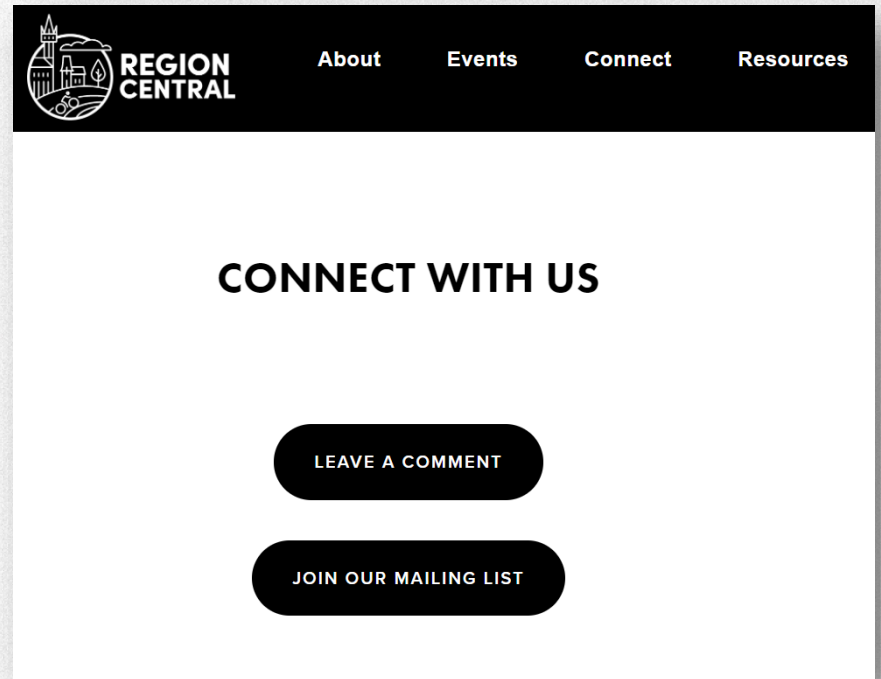 REGION
CENTRAL
About Events Connect Resources
CONNECT WITH US
LEAVE A COMMENT
JOIN OUR MAILING LIST